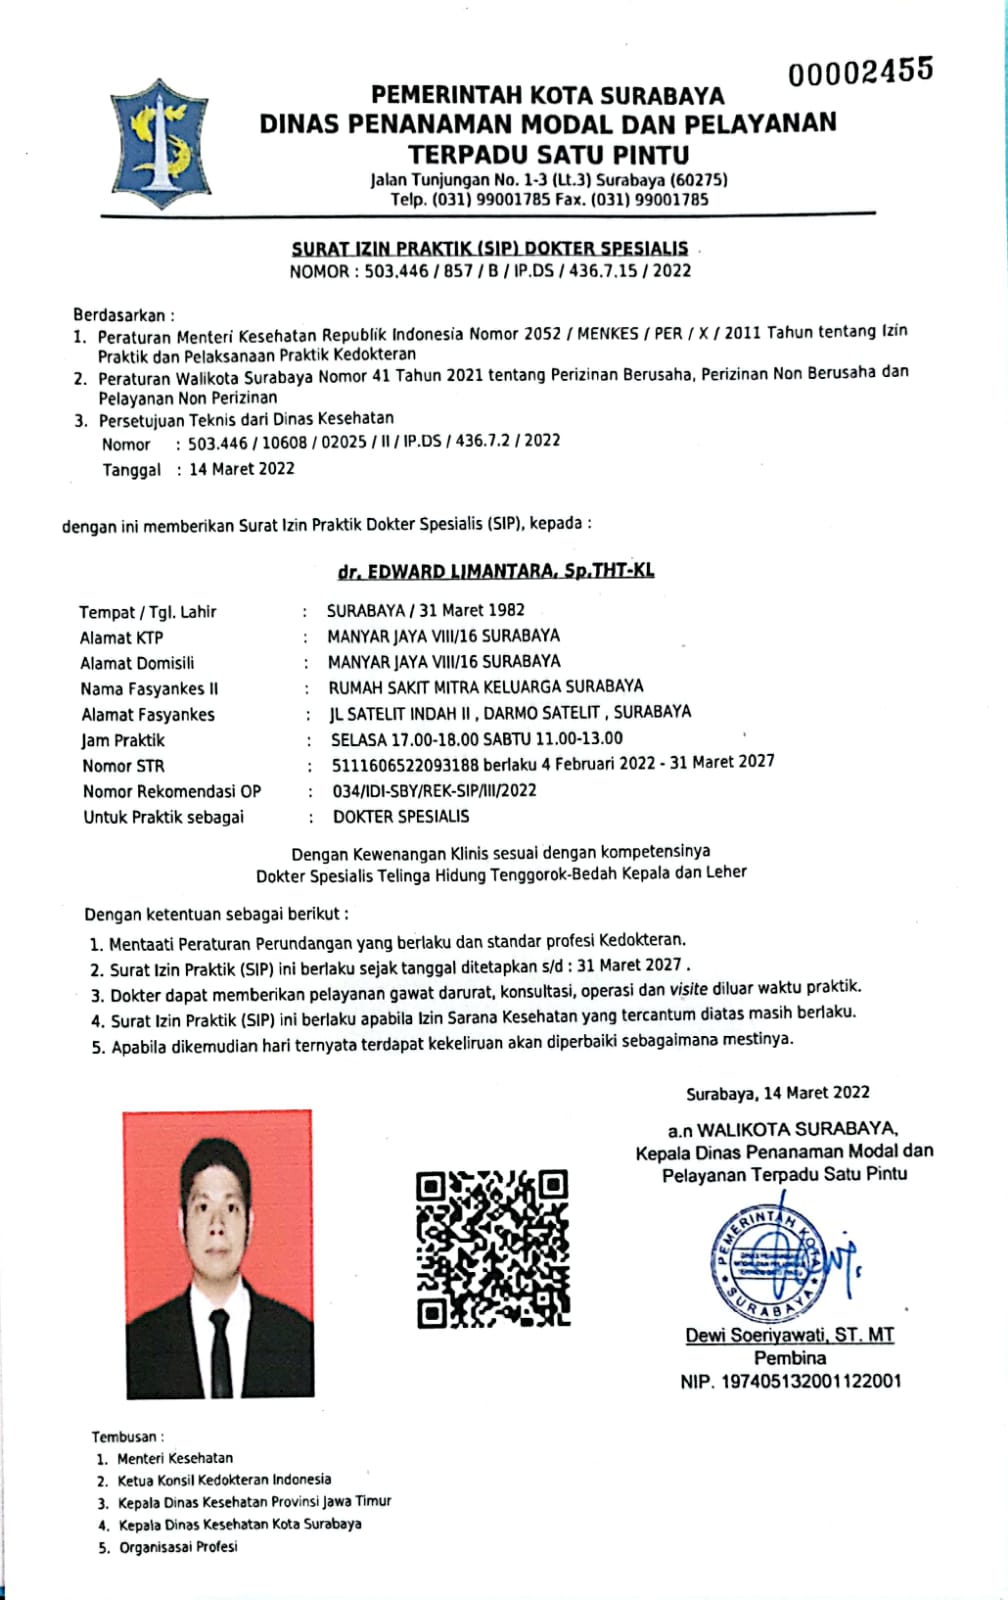 00002455
PEMERINTAH KOTA SURABAYA
DINAS PENANAMAN MODAL DAN PELAYANAN
TERPADU SATU PINTU
Jalan Tunjungan No. 1-3 (Lt.3) Surabaya (60275)
Telp. (031) 99001785 Fax. (031) 99001785
SURAT IZIN PRAKTIK (SIP) DOKTER SPESIALIS
NOMOR : 503.446 / 857 / B / IP.DS / 436.7.15 / 2022
Berdasarkan :
1. Peraturan Menteri Kesehatan Republik Indonesia Nomor 2052 / MENKES / PER / X / 2011 Tahun tentang Izin
Praktik dan Pelaksanaan Praktik Kedokteran
2. Peraturan Walikota Surabaya Nomor 41 Tahun 2021 tentang Perizinan Berusaha, Perizinan Non Berusaha dan
Pelayanan Non Perizinan
3. Persetujuan Teknis dari Dinas Kesehatan
Nomor : 503.446 / 10608 / 02025 / II / IP.DS / 436.7.2 / 2022
Tanggal : 14 Maret 2022
dengan ini memberikan Surat Izin Praktik Dokter Spesialis (SIP), kepada :
dr. EDWARD LIMANTARA, Sp.THT-KL
Tempat / Tgl. Lahir : SURABAYA / 31 Maret 1982
Alamat KTP : MANYAR JAYA VIII/16 SURABAYA
Alamat Domisili : MANYAR JAYA VIII/16 SURABAYA
Nama Fasyankes II : RUMAH SAKIT MITRA KELUARGA SURABAYA
Alamat Fasyankes : JL SATELIT INDAH II , DARMO SATELIT , SURABAYA
Jam Praktik : SELASA 17.00-18.00 SABTU 11.00-13.00
Nomor STR : 5111606522093188 berlaku 4 Februari 2022 - 31 Maret 2027
Nomor Rekomendasi OP : 034/IDI-SBY/REK-SIP/III/2022
Untuk Praktik sebagai : DOKTER SPESIALIS
Dengan Kewenangan Klinis sesuai dengan kompetensinya
Dokter Spesialis Telinga Hidung Tenggorok-Bedah Kepala dan Leher
Dengan ketentuan sebagai berikut :
1. Mentaati Peraturan Perundangan yang berlaku dan standar profesi Kedokteran.
2. Surat Izin Praktik (SIP) ini berlaku sejak tanggal ditetapkan s/d : 31 Maret 2027 .
3. Dokter dapat memberikan pelayanan gawat darurat, konsultasi, operasi dan visite diluar waktu praktik.
4. Surat Izin Praktik (SIP) ini berlaku apabila Izin Sarana Kesehatan yang tercantum diatas masih berlaku.
5. Apabila dikemudian hari ternyata terdapat kekeliruan akan diperbaiki sebagaimana mestinya.
Surabaya, 14 Maret 2022
a.n WALIKOTA SURABAYA,
Kepala Dinas Penanaman Modal dan
Pelayanan Terpadu Satu Pintu
PEMERINTAH KOTA
SURABAYA
Dewi Soeriyawati, ST. MT
Pembina
NIP. 197405132001122001
Tembusan :
1. Menteri Kesehatan
2. Ketua Konsil Kedokteran Indonesia
3. Kepala Dinas Kesehatan Provinsi Jawa Timur
4. Kepala Dinas Kesehatan Kota Surabaya
5. Organisasai Profesi